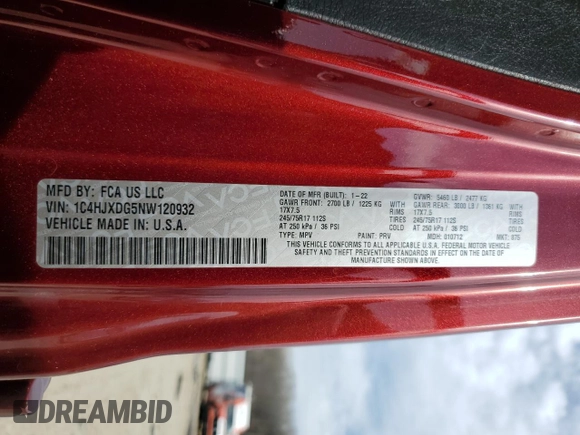 MFD BY: FCA US LLC
VIN: 1C4HJXDG5NW120932
VEHICLE MADE IN: U.S.A.
DATE OF MFR (BUILT): 1-22
GAWR FRONT: 2700 LB / 1225 KG
17X7.5 RIMS
245/75R17 112S TIRES
AT 250 kPa / 36 PSI COLD
TYPE: MPV PAINT: PRV
GVWR: 5460 LB / 2477 KG
GAWR REAR: 3000 LB / 1361 KG
17X7.5 RIMS
245/75R17 112S TIRES
AT 250 kPa / 36 PSI COLD
MDH: 010712 MKT: 075
THIS VEHICLE CONFORMS TO ALL APPLICABLE U.S.A. FEDERAL MOTOR VEHICLE
SAFETY AND THEFT PREVENTION STANDARDS IN EFFECT ON THE DATE OF MANUFACTURE
SHOWN ABOVE.
DREAMBID